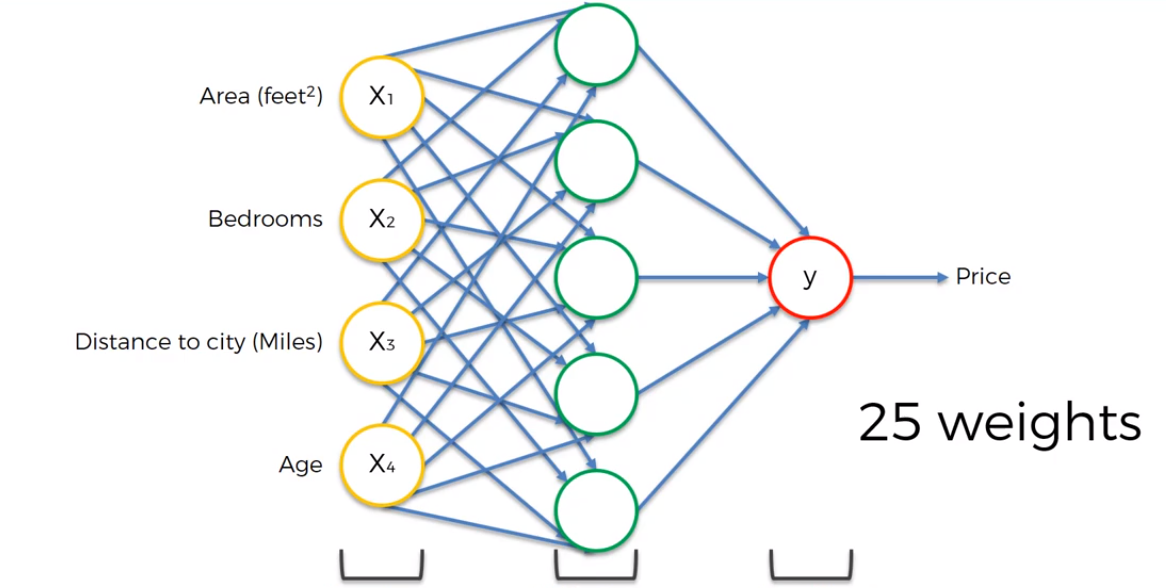 Area (feet²)
X₁
Bedrooms
X₂
Distance to city (Miles)
X₃
Age
X₄
y
Price
25 weights